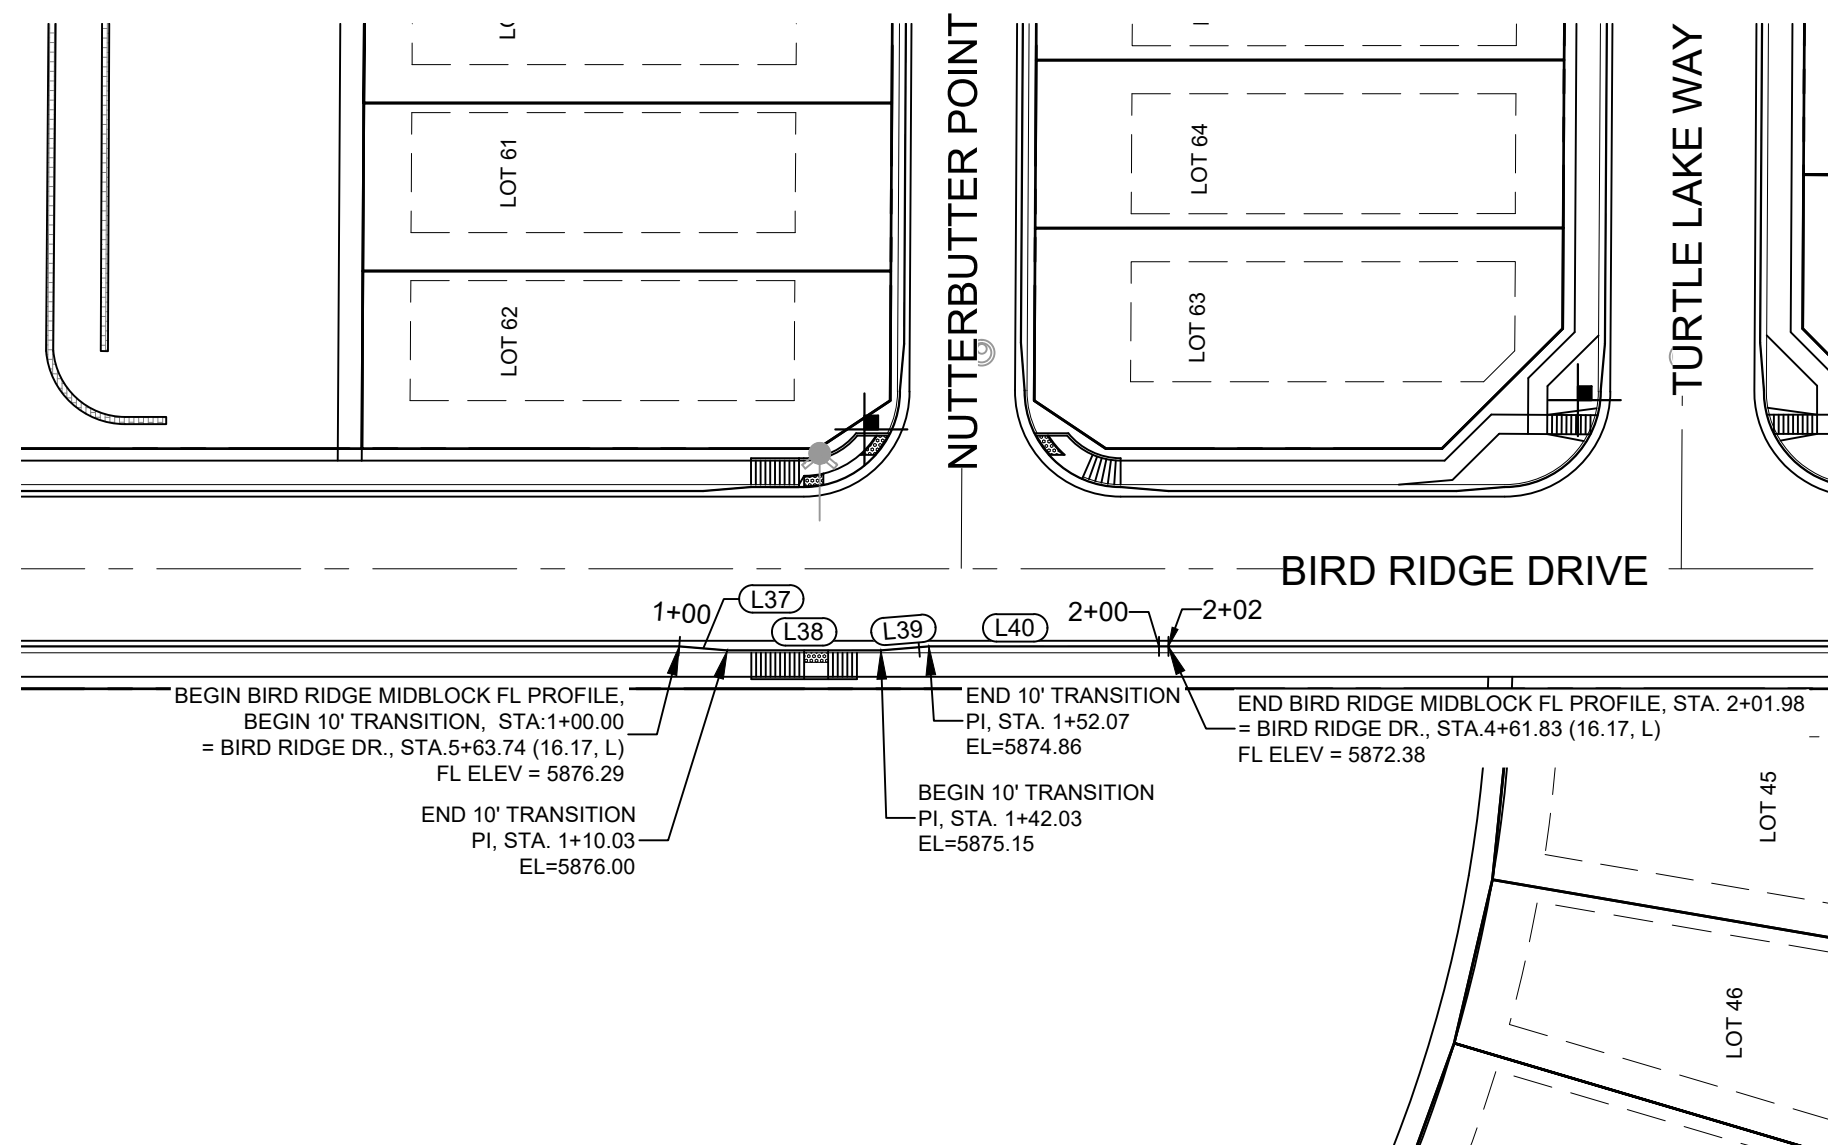 LOT 61
LOT 62
NUTTERBUTTER POINT
LOT 64
LOT 63
TURTLE LAKE WAY
BIRD RIDGE DRIVE
1+00
L37
L38
L39
L40
2+00
2+02
BEGIN BIRD RIDGE MIDBLOCK FL PROFILE,
BEGIN 10' TRANSITION, STA:1+00.00
= BIRD RIDGE DR., STA.5+63.74 (16.17, L)
FL ELEV = 5876.29
END 10' TRANSITION
PI, STA. 1+10.03
EL=5876.00
END 10' TRANSITION
PI, STA. 1+52.07
EL=5874.86
BEGIN 10' TRANSITION
PI, STA. 1+42.03
EL=5875.15
END BIRD RIDGE MIDBLOCK FL PROFILE, STA. 2+01.98
= BIRD RIDGE DR., STA.4+61.83 (16.17, L)
FL ELEV = 5872.38
LOT 45
LOT 46